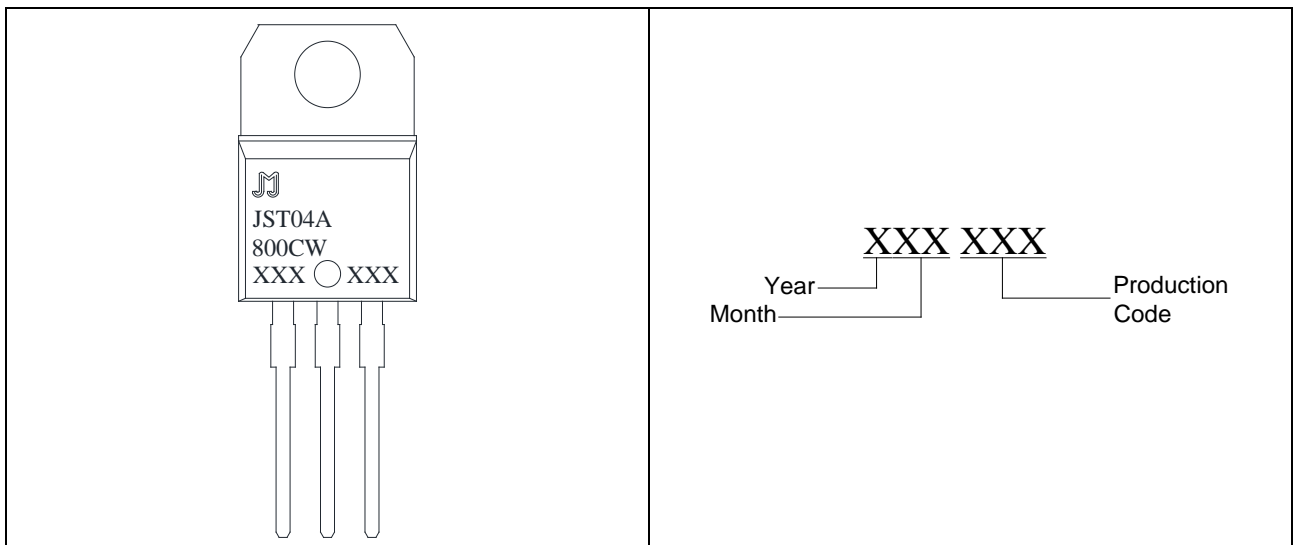 JST04A
800CW
XXX XXX
XXX XXX
Year
Month
Production
Code